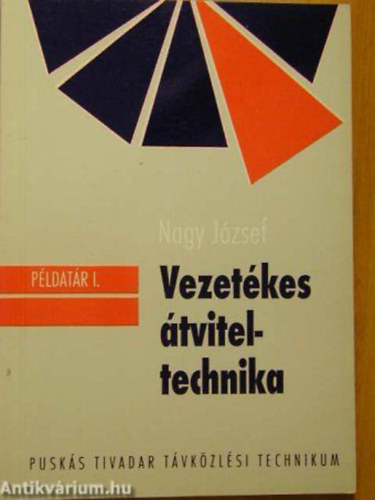 Nagy József
PÉLDATÁR I.
Vezetékes
átvitel-
technika
PUSKÁS TIVADAR TÁVKÖZLÉSI TECHNIKUM
Antikvárium.hu